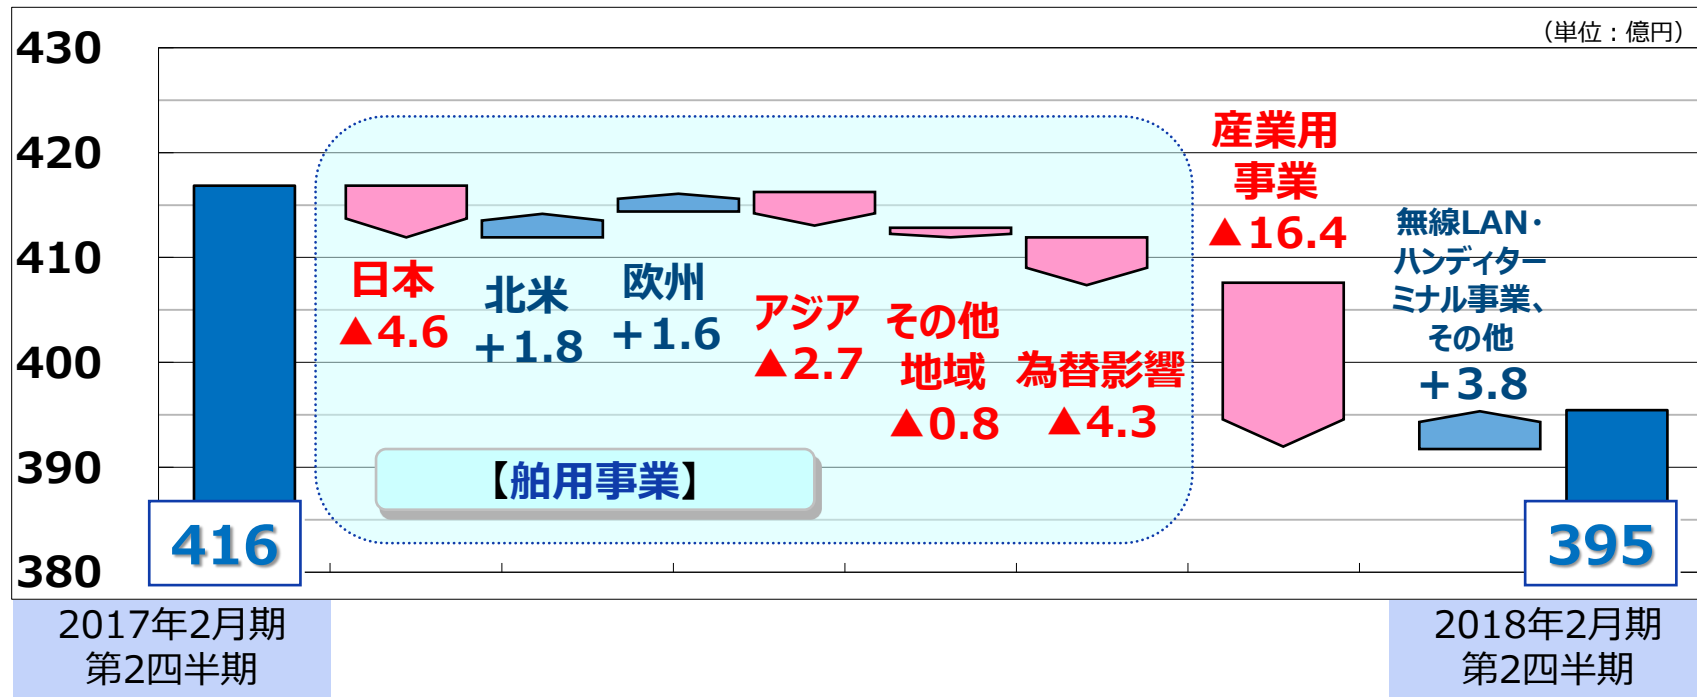 (単位：億円)
430
420
410
400
390
380
日本
▲4.6
北米
＋1.8
欧州
＋1.6
アジア
▲2.7
その他
地域
▲0.8
為替影響
▲4.3
【舶用事業】
産業用
事業
▲16.4
無線LAN・
ハンディター
ミナル事業、
その他
＋3.8
416
395
2017年2月期
第2四半期
2018年2月期
第2四半期